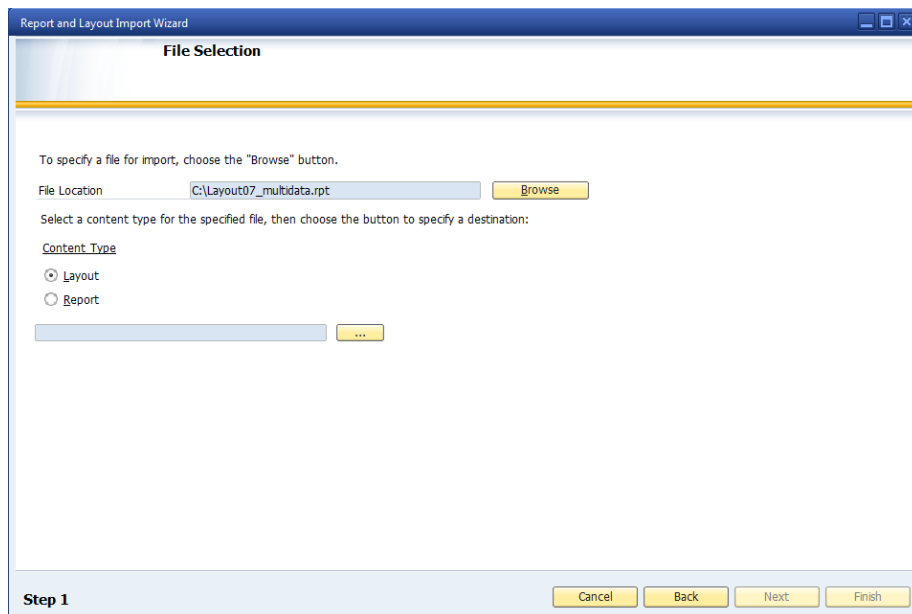 Report and Layout Import Wizard
File Selection
To specify a file for import, choose the "Browse" button.
File Location C:\Layout07_multidata.rpt Browse
Select a content type for the specified file, then choose the button to specify a destination:
Content Type
Layout
Report
...
Step 1 Cancel Back Next Finish